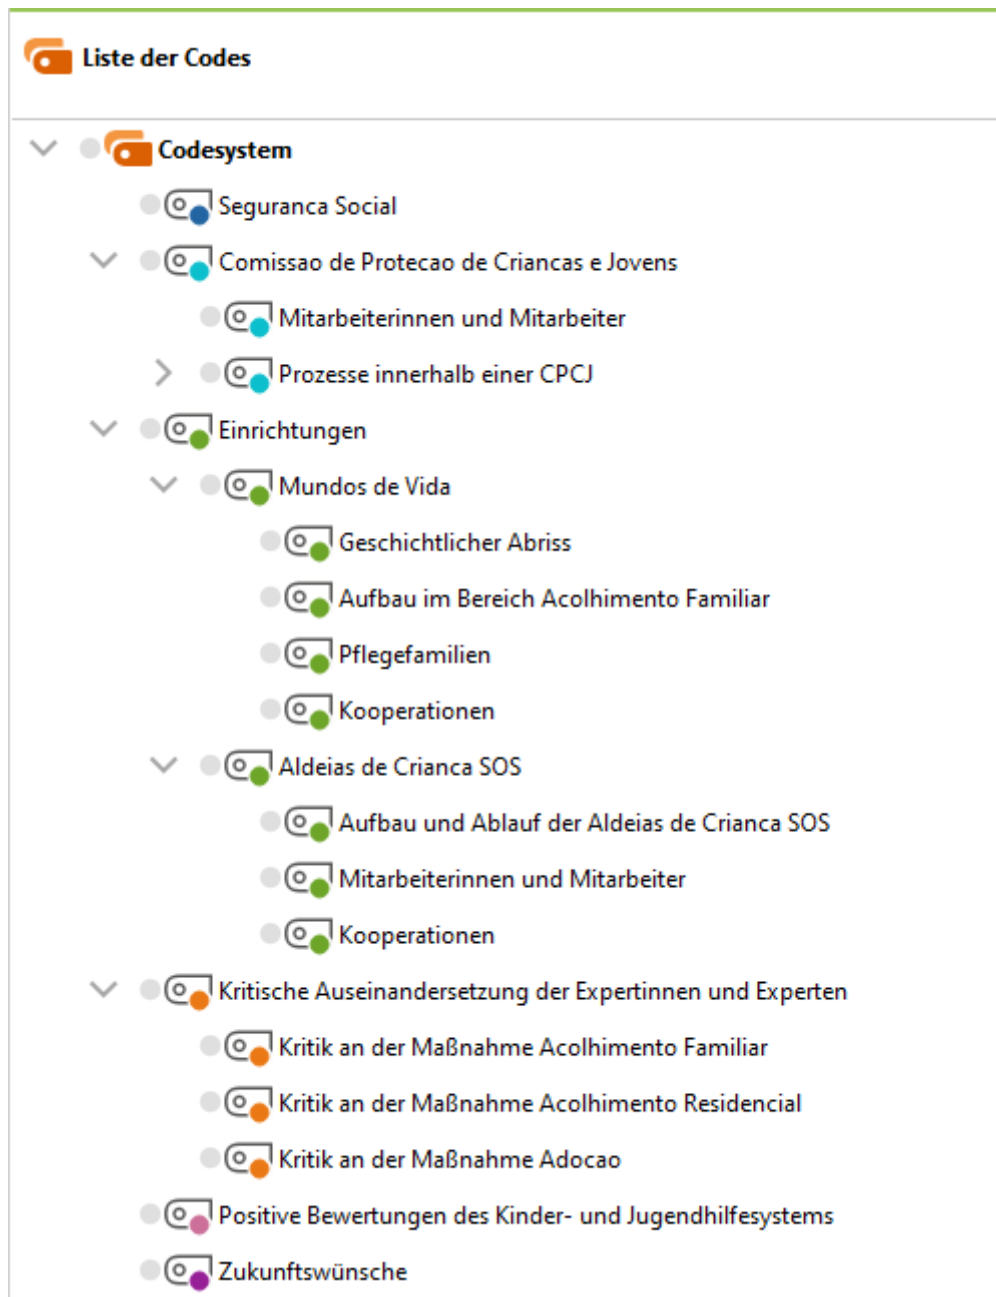 Liste der Codes
Codesystem
Seguranca Social
Comissao de Protecao de Criancas e Jovens
Mitarbeiterinnen und Mitarbeiter
Prozesse innerhalb einer CPCJ
Einrichtungen
Mundos de Vida
Geschichtlicher Abriss
Aufbau im Bereich Acolhimento Familiar
Pflegefamilien
Kooperationen
Aldeias de Crianca SOS
Aufbau und Ablauf der Aldeias de Crianca SOS
Mitarbeiterinnen und Mitarbeiter
Kooperationen
Kritische Auseinandersetzung der Expertinnen und Experten
Kritik an der Maßnahme Acolhimento Familiar
Kritik an der Maßnahme Acolhimento Residencial
Kritik an der Maßnahme Adocao
Positive Bewertungen des Kinder- und Jugendhilfesystems
Zukunftswünsche